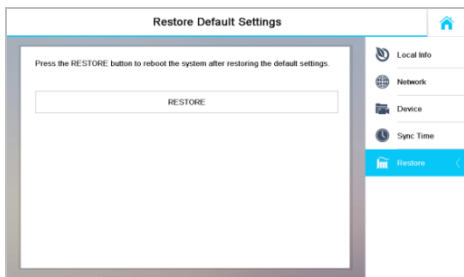 Restore Default Settings
Press the RESTORE button to reboot the system after restoring the default settings.
RESTORE
Local Info
Network
Device
Sync Time
Restore